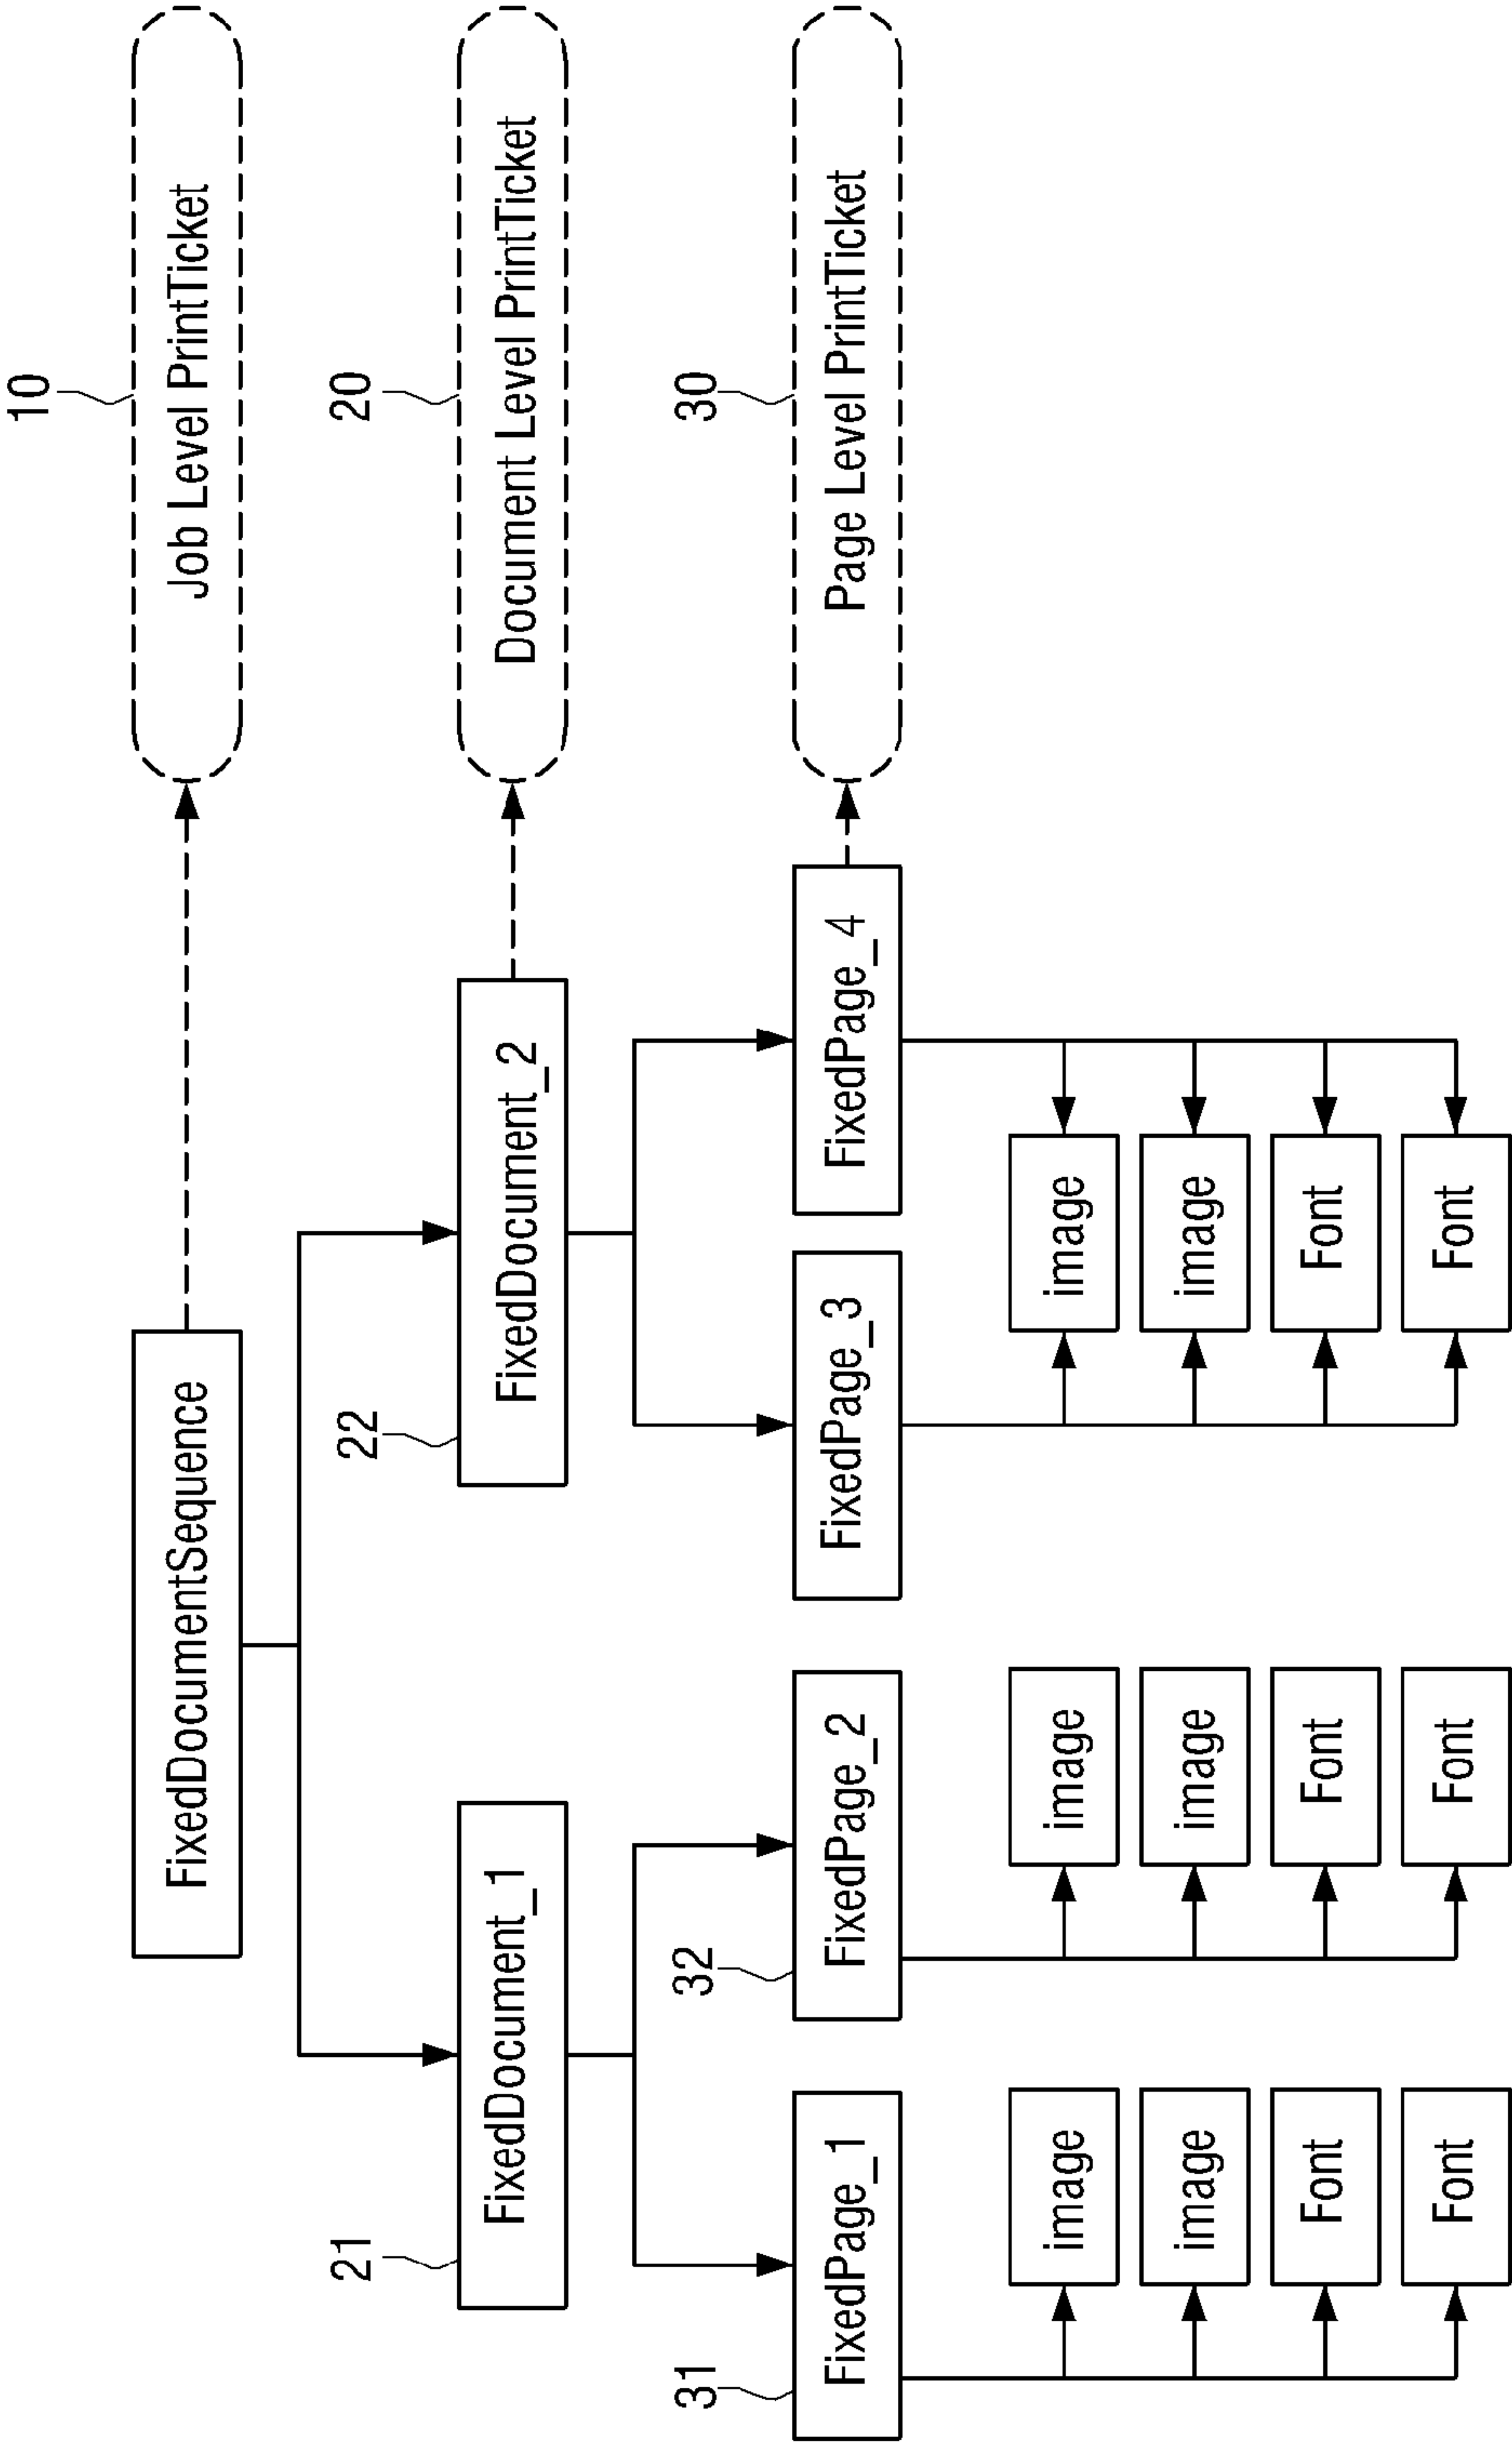 10
FixedDocumentSequence
Job Level PrintTicket
21
22
20
FixedDocument_1
FixedDocument_2
Document Level PrintTicket
31
32
30
FixedPage_1
FixedPage_2
FixedPage_3
FixedPage_4
Page Level PrintTicket
image
image
image
image
image
image
Font
Font
Font
Font
Font
Font